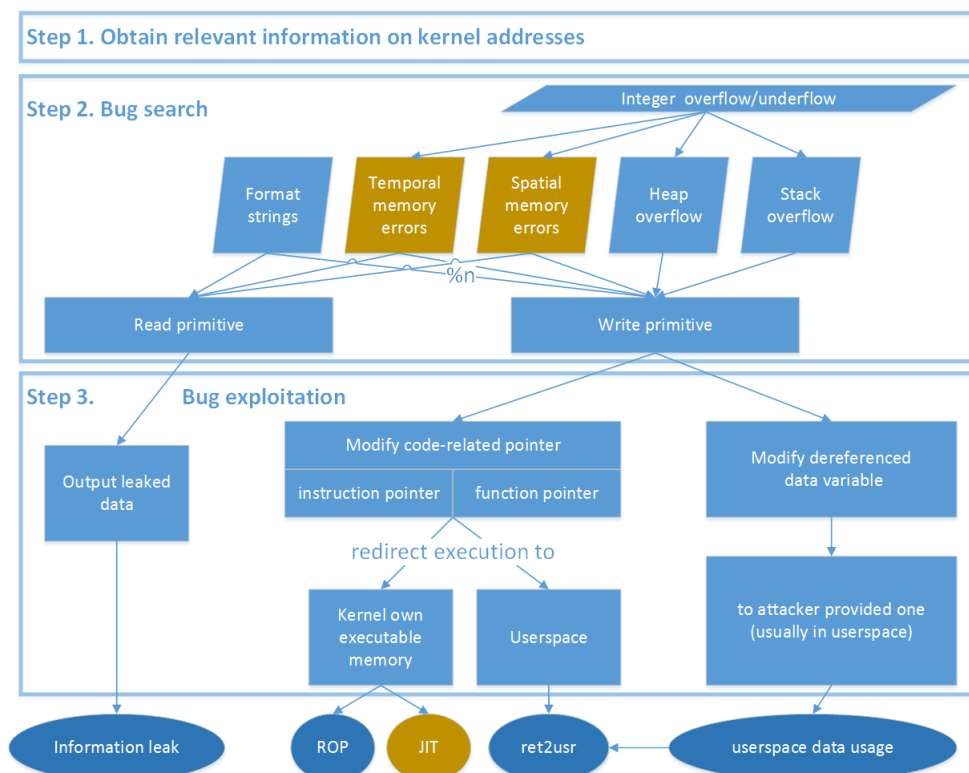 Step 1. Obtain relevant information on kernel addresses
Step 2. Bug search
Integer overflow/underflow
Format
strings
Temporal
memory
errors
Spatial
memory
errors
Heap
overflow
Stack
overflow
%n
Read primitive
Write primitive
Step 3. Bug exploitation
Output leaked
data
Modify code-related pointer
instruction pointer
function pointer
Modify dereferenced
data variable
redirect execution to
Kernel own
executable
memory
Userspace
to attacker provided one
(usually in userspace)
Information leak
ROP
JIT
ret2usr
userspace data usage